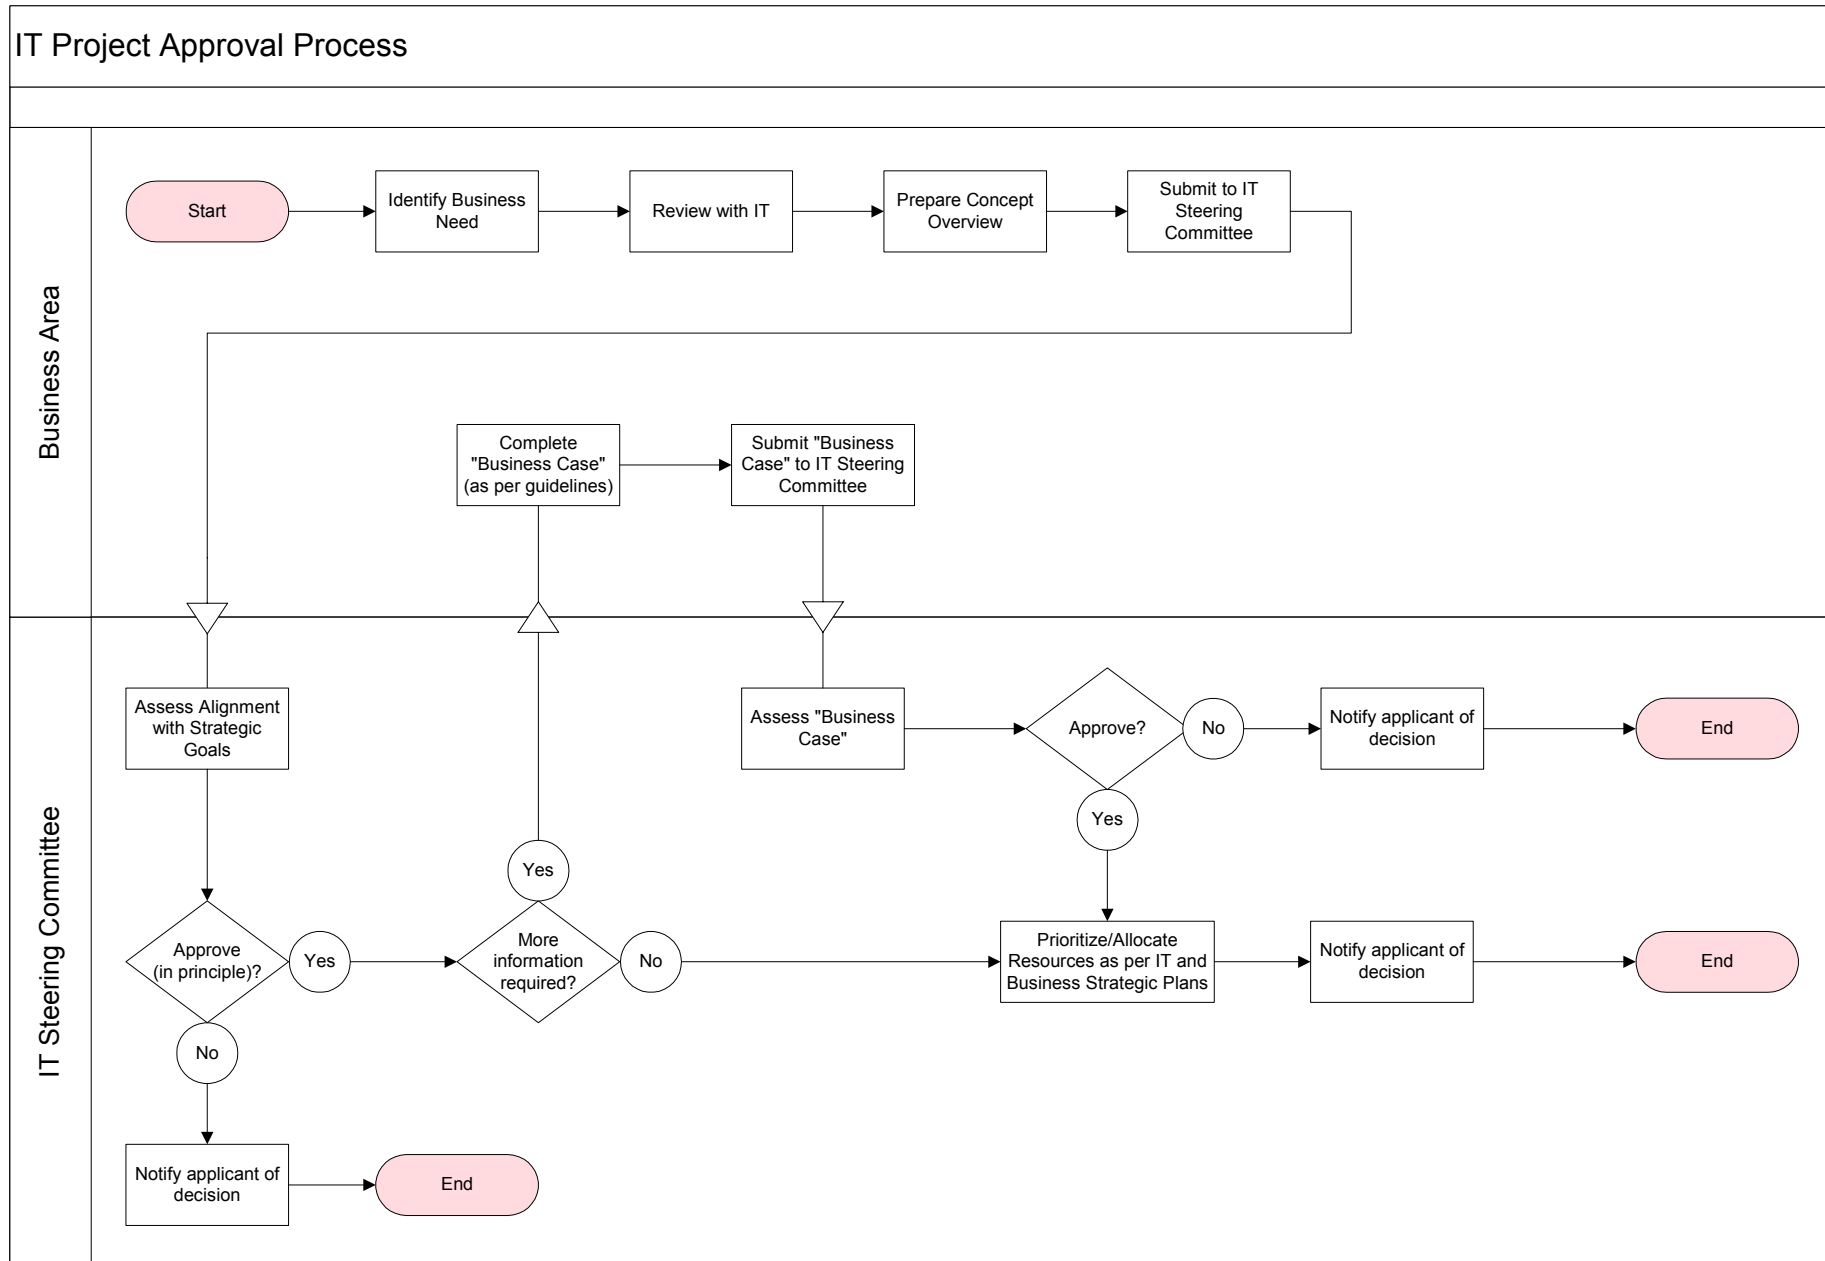 IT Project Approval Process
Business Area
Start
Identify Business
Need
Review with IT
Prepare Concept
Overview
Submit to IT
Steering
Committee
Complete
"Business Case"
(as per guidelines)
Submit "Business
Case" to IT Steering
Committee
IT Steering Committee
Assess Alignment
with Strategic
Goals
Assess "Business
Case"
Approve?
No
Notify applicant of
decision
End
Yes
Yes
Approve
(in principle)?
Yes
More
information
required?
No
Prioritize/Allocate
Resources as per IT and
Business Strategic Plans
Notify applicant of
decision
End
No
Notify applicant of
decision
End